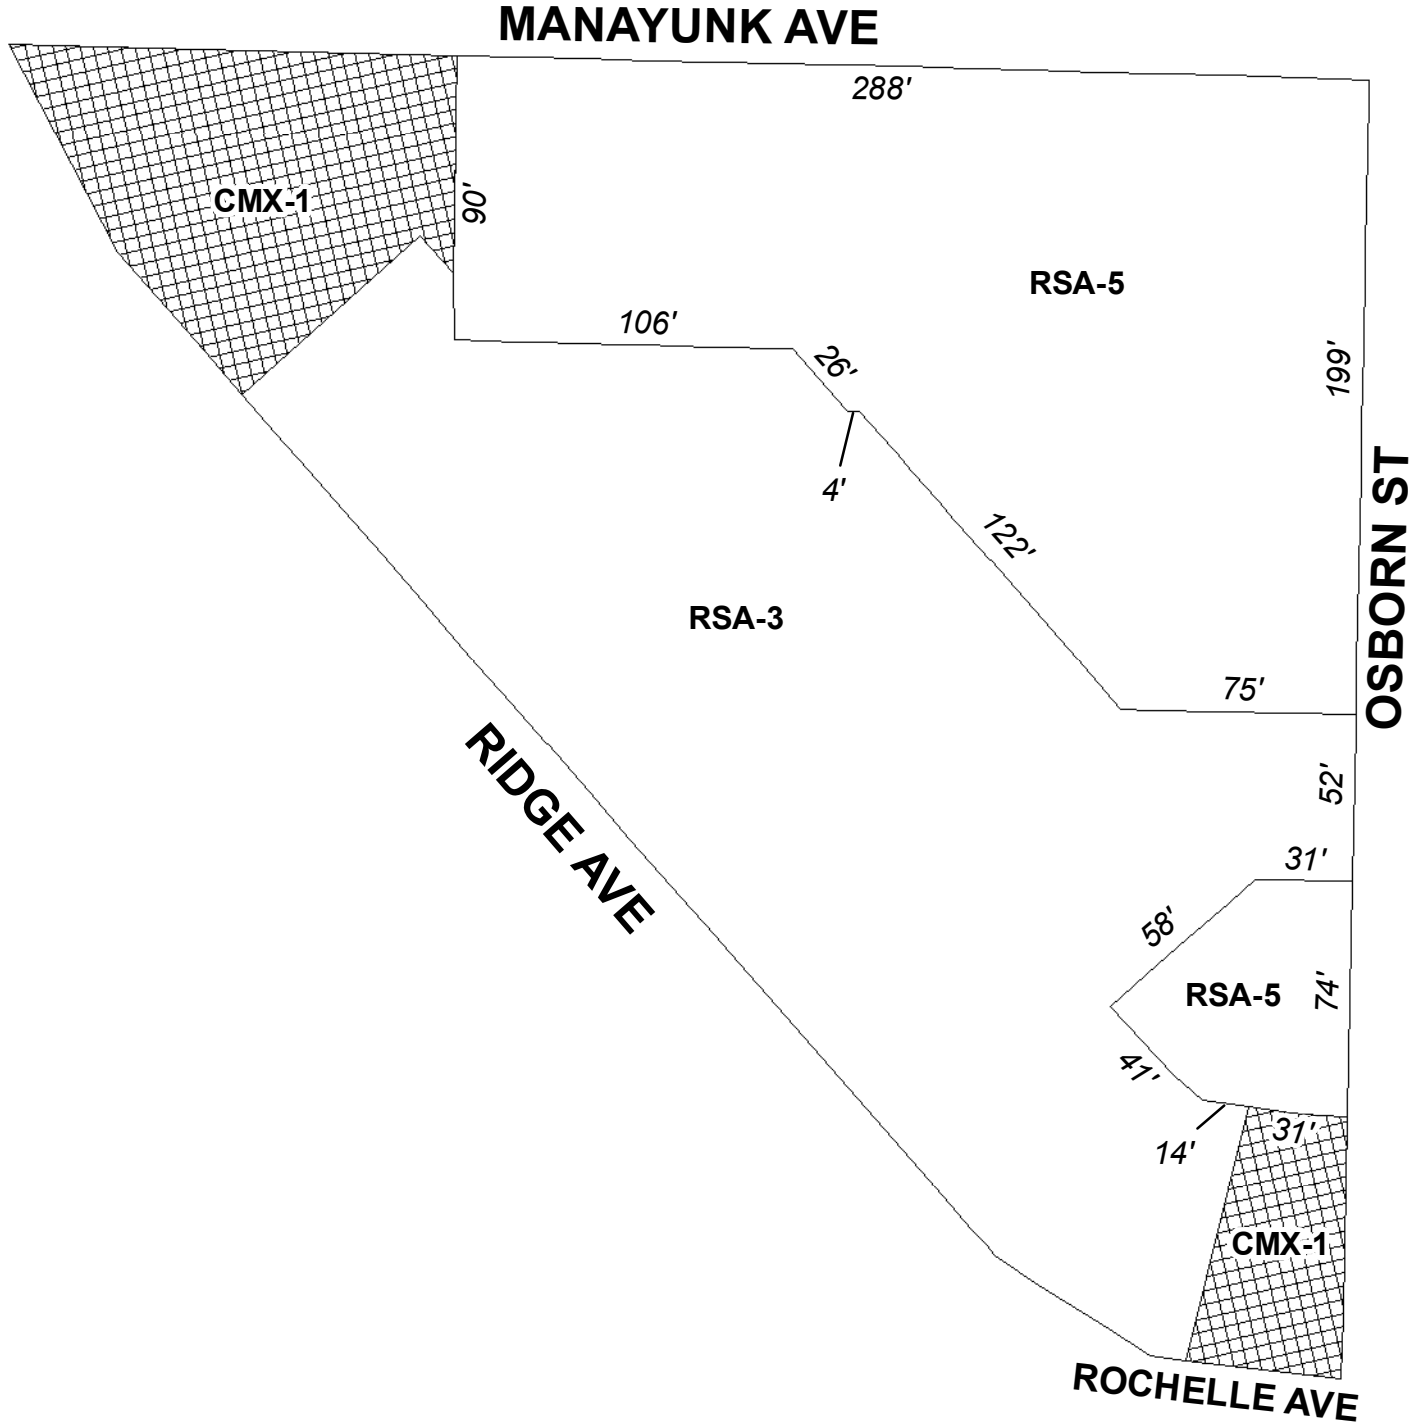 MANAYUNK AVE
288'
CMX-1
90'
RSA-5
106'
26'
199'
4'
122'
OSBORN ST
RSA-3
75'
52'
RIDGE AVE
31'
58'
RSA-5
74'
41'
14'
31'
CMX-1
ROCHELLE AVE